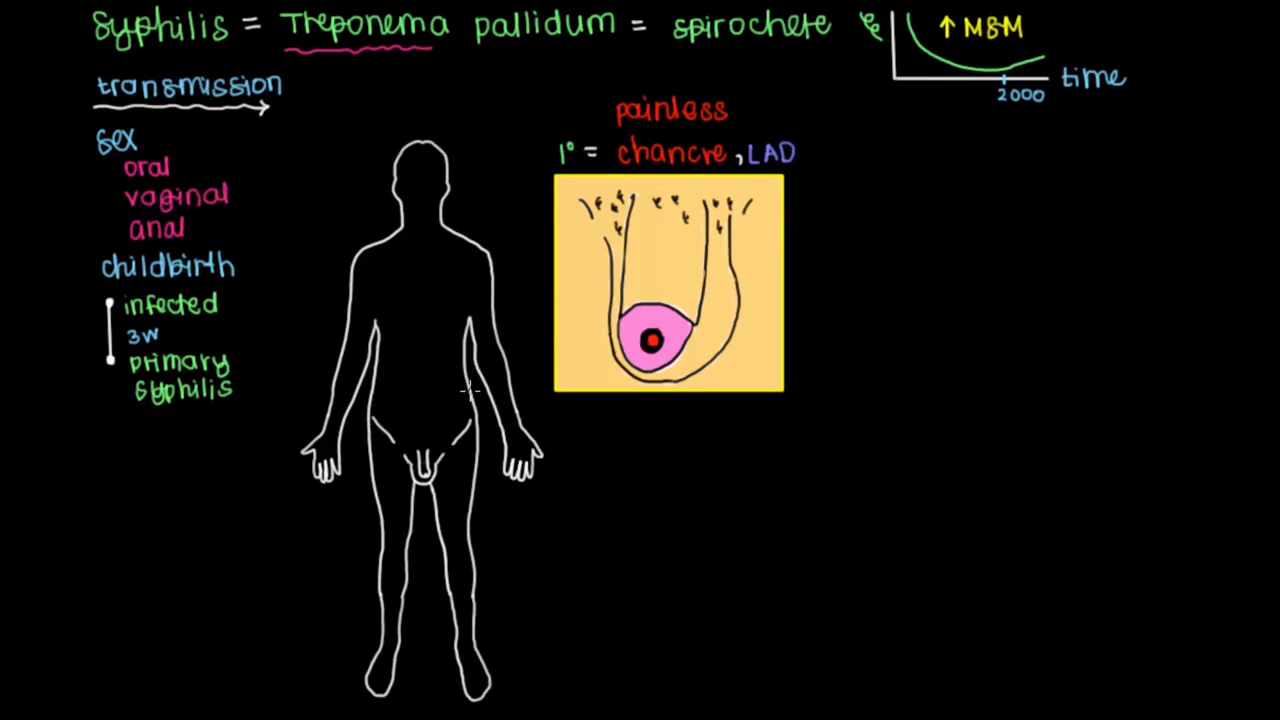 syphilis = Treponema pallidum = spirochete
↑ MSM
time
2000
transmission
sex
oral
vaginal
anal
childbirth
infected
3w
primary
syphilis
painless
1° = chancre, LAD